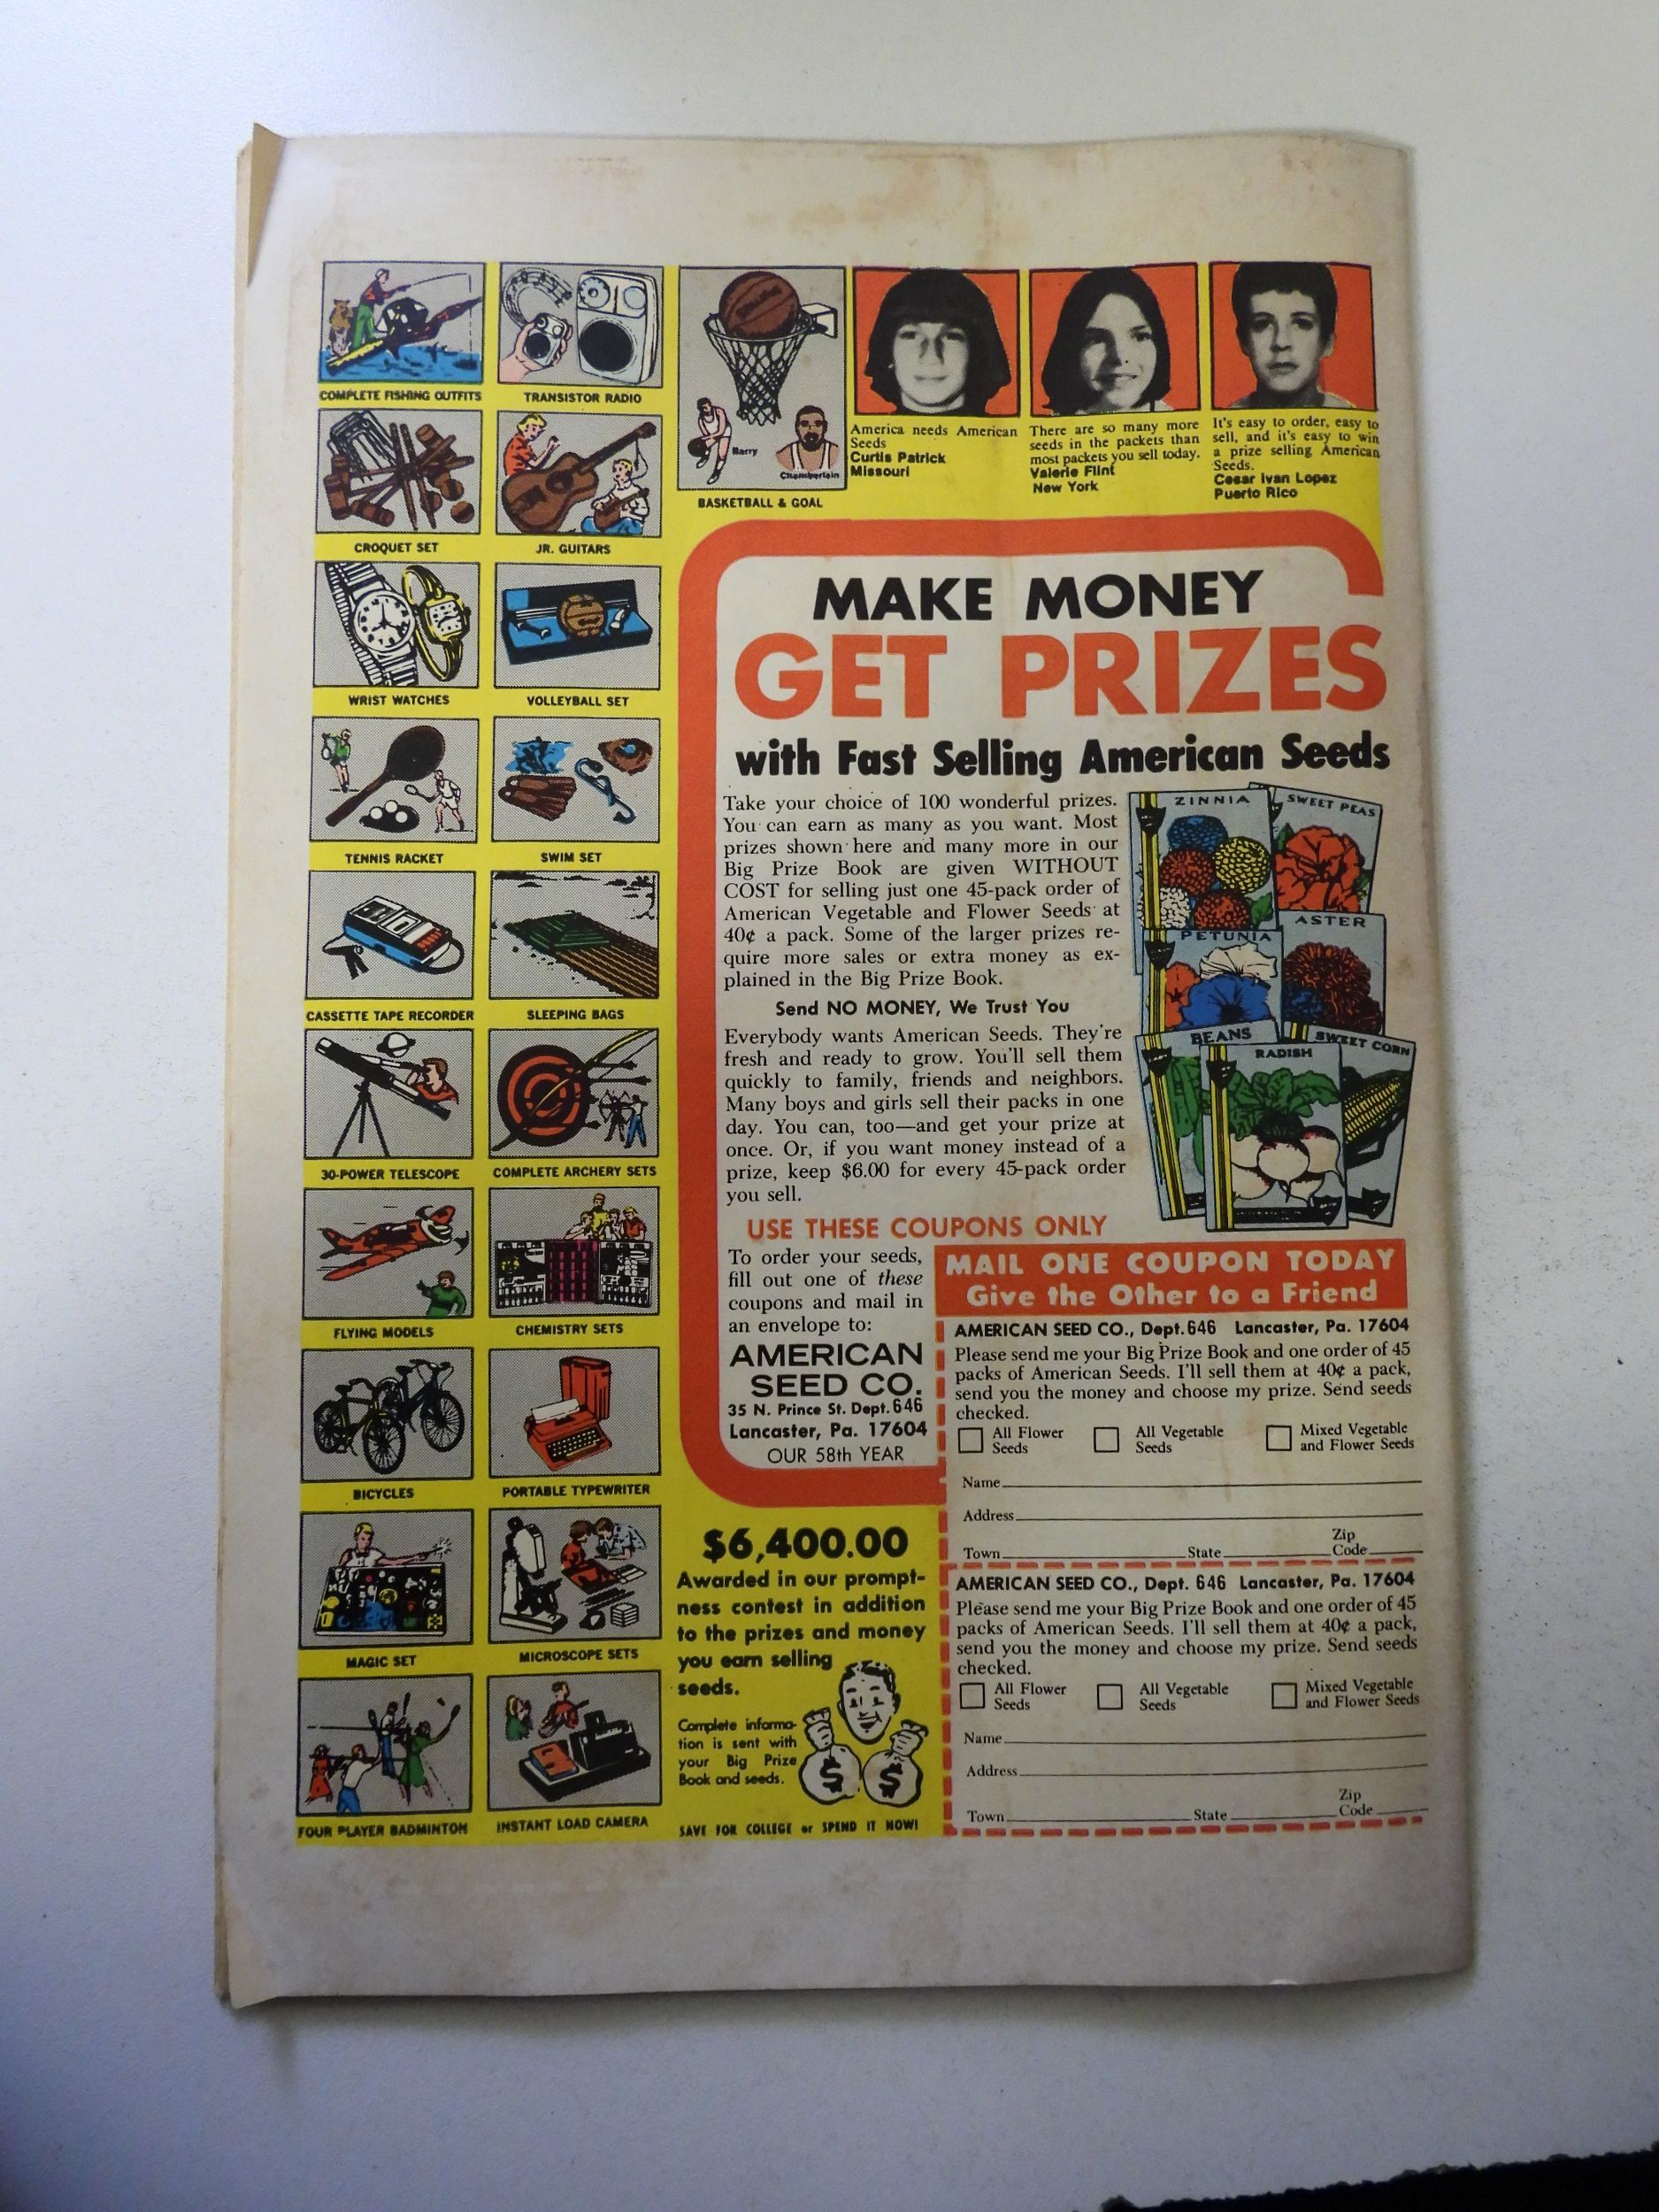 COMPLETE FISHING OUTFITS
TRANSISTOR RADIO
CROQUET SET
JR. GUITARS
WRIST WATCHES
VOLLEYBALL SET
TENNIS RACKET
SWIM SET
CASSETTE TAPE RECORDER
SLEEPING BAGS
30-POWER TELESCOPE
COMPLETE ARCHERY SETS
FLYING MODELS
CHEMISTRY SETS
BICYCLES
PORTABLE TYPEWRITER
MAGIC SET
MICROSCOPE SETS
FOUR PLAYER BADMINTON
INSTANT LOAD CAMERA
Barry
Chamberlain
BASKETBALL & GOAL
America needs American
Seeds
Curtis Patrick
Missouri
There are so many more
seeds in the packets than
most packets you sell today.
Valerie Flint
New York
It's easy to order, easy to
sell, and it's easy to win
a prize selling American
Seeds.
Cesar Ivan Lopez
Puerto Rico
MAKE MONEY
GET PRIZES
with Fast Selling American Seeds
Take your choice of 100 wonderful prizes.
You can earn as many as you want. Most
prizes shown here and many more in our
Big Prize Book are given WITHOUT
COST for selling just one 45-pack order of
American Vegetable and Flower Seeds at
40¢ a pack. Some of the larger prizes re-
quire more sales or extra money as ex-
plained in the Big Prize Book.
Send NO MONEY, We Trust You
Everybody wants American Seeds. They're
fresh and ready to grow. You'll sell them
quickly to family, friends and neighbors.
Many boys and girls sell their packs in one
day. You can, too—and get your prize at
once. Or, if you want money instead of a
prize, keep $6.00 for every 45-pack order
you sell.
ZINNIA
SWEET PEAS
ASTER
PETUNIA
BEANS
RADISH
SWEET CORN
USE THESE COUPONS ONLY
To order your seeds,
fill out one of these
coupons and mail in
an envelope to:
AMERICAN
SEED CO.
35 N. Prince St. Dept. 646
Lancaster, Pa. 17604
OUR 58th YEAR
MAIL ONE COUPON TODAY
Give the Other to a Friend
AMERICAN SEED CO., Dept. 646 Lancaster, Pa. 17604
Please send me your Big Prize Book and one order of 45
packs of American Seeds. I'll sell them at 40¢ a pack,
send you the money and choose my prize. Send seeds
checked.
All Flower Seeds
All Vegetable Seeds
Mixed Vegetable and Flower Seeds
Name
Address
Town State Zip Code
AMERICAN SEED CO., Dept. 646 Lancaster, Pa. 17604
Please send me your Big Prize Book and one order of 45
packs of American Seeds. I'll sell them at 40¢ a pack,
send you the money and choose my prize. Send seeds
checked.
All Flower Seeds
All Vegetable Seeds
Mixed Vegetable and Flower Seeds
Name
Address
Town State Zip Code
$6,400.00
Awarded in our prompt-
ness contest in addition
to the prizes and money
you earn selling
seeds.
Complete informa-
tion is sent with
your Big Prize
Book and seeds.
$ $
SAVE FOR COLLEGE or SPEND IT NOW!